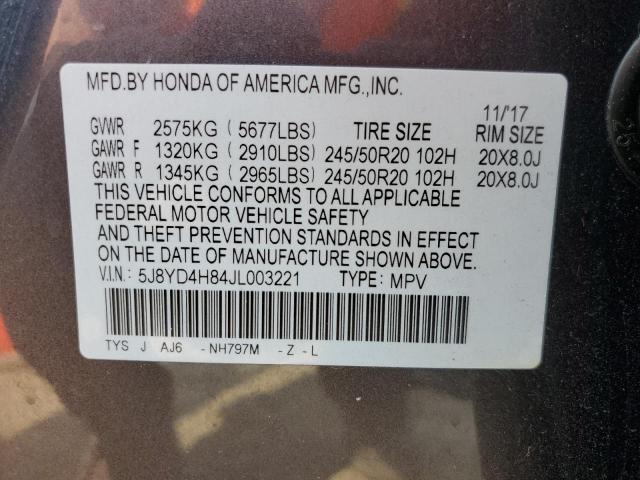 MFD.BY HONDA OF AMERICA MFG.,INC.
11/'17
GVWR 2575KG ( 5677LBS) TIRE SIZE RIM SIZE
GAWR F 1320KG ( 2910LBS) 245/50R20 102H 20X8.0J
GAWR R 1345KG ( 2965LBS) 245/50R20 102H 20X8.0J
THIS VEHICLE CONFORMS TO ALL APPLICABLE
FEDERAL MOTOR VEHICLE SAFETY
AND THEFT PREVENTION STANDARDS IN EFFECT
ON THE DATE OF MANUFACTURE SHOWN ABOVE.
V.I.N.: 5J8YD4H84JL003221 TYPE: MPV
TYS J AJ6 -NH797M -Z -L